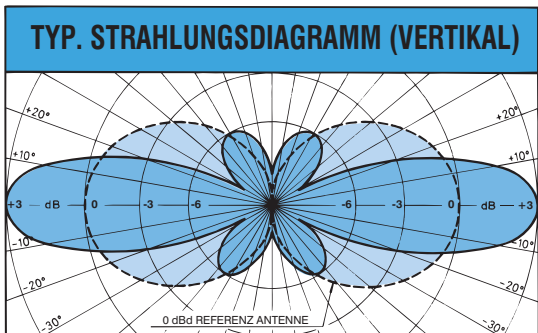 TYP. STRAHLUNGSDIAGRAMM (VERTIKAL)
+20° +20°
+10° +10°
+3 dB 0 -3 -6 -6 -3 0 dB +3
-10° -10°
-20° -20°
-30° -30°
0 dBd REFERENZ ANTENNE